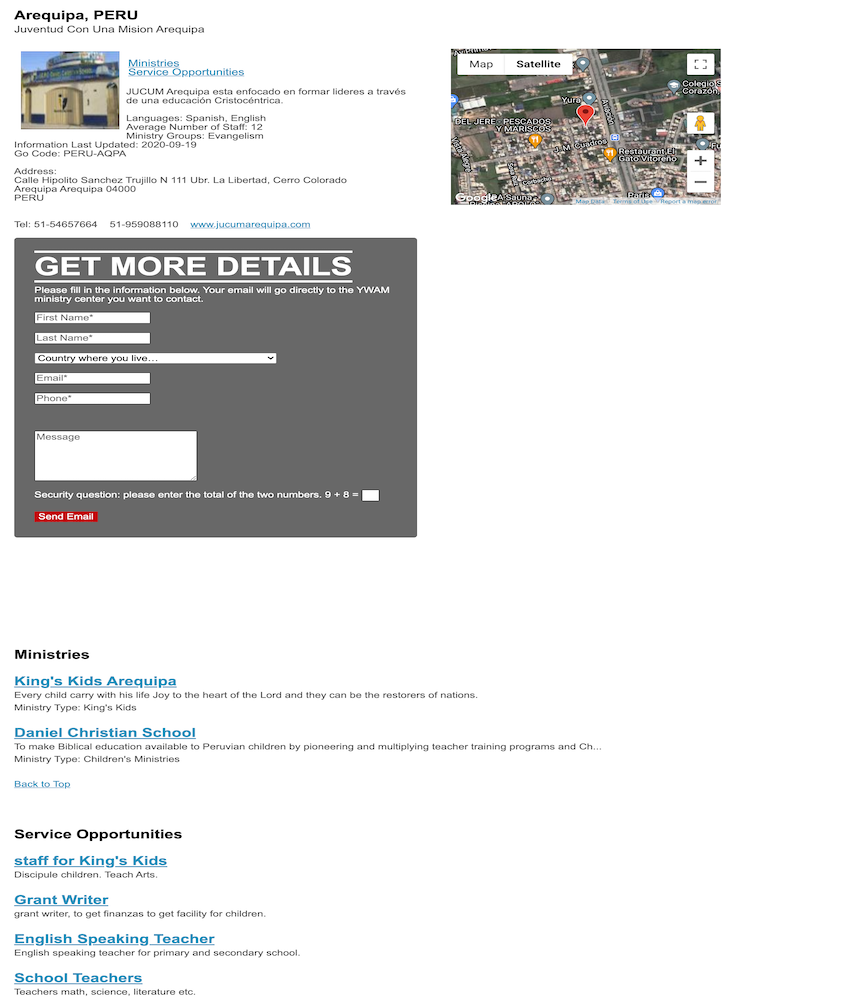 Arequipa, PERU
Juventud Con Una Mision Arequipa
Ministries
Service Opportunities
JUCUM Arequipa esta enfocado en formar lideres a través
de una educación Cristocéntrica.
Languages: Spanish, English
Average Number of Staff: 12
Ministry Groups: Evangelism
Information Last Updated: 2020-09-19
Go Code: PERU-AQPA
Address:
Calle Hipolito Sanchez Trujillo N 111 Ubr. La Libertad, Cerro Colorado
Arequipa Arequipa 04000
PERU
Tel: 51-54657664 51-959088110 www.jucumarequipa.com
Map Satellite
Colegio S
Corazón,
Yura
Aviación
DEL JERE - PESCADOS
Y MARISCOS
J. M. Cuadros
Restaurant El
Gato Vitoreño
Paris
Sauna
Google
Map Data Terms of Use Report a map error
GET MORE DETAILS
Please fill in the information below. Your email will go directly to the YWAM
ministry center you want to contact.
First Name*
Last Name*
Country where you live...
Email*
Phone*
Message
Security question: please enter the total of the two numbers. 9 + 8 =
Send Email
Ministries
King's Kids Arequipa
Every child carry with his life Joy to the heart of the Lord and they can be the restorers of nations.
Ministry Type: King's Kids
Daniel Christian School
To make Biblical education available to Peruvian children by pioneering and multiplying teacher training programs and Ch...
Ministry Type: Children's Ministries
Back to Top
Service Opportunities
staff for King's Kids
Discipule children. Teach Arts.
Grant Writer
grant writer, to get finanzas to get facility for children.
English Speaking Teacher
English speaking teacher for primary and secondary school.
School Teachers
Teachers math, science, literature etc.